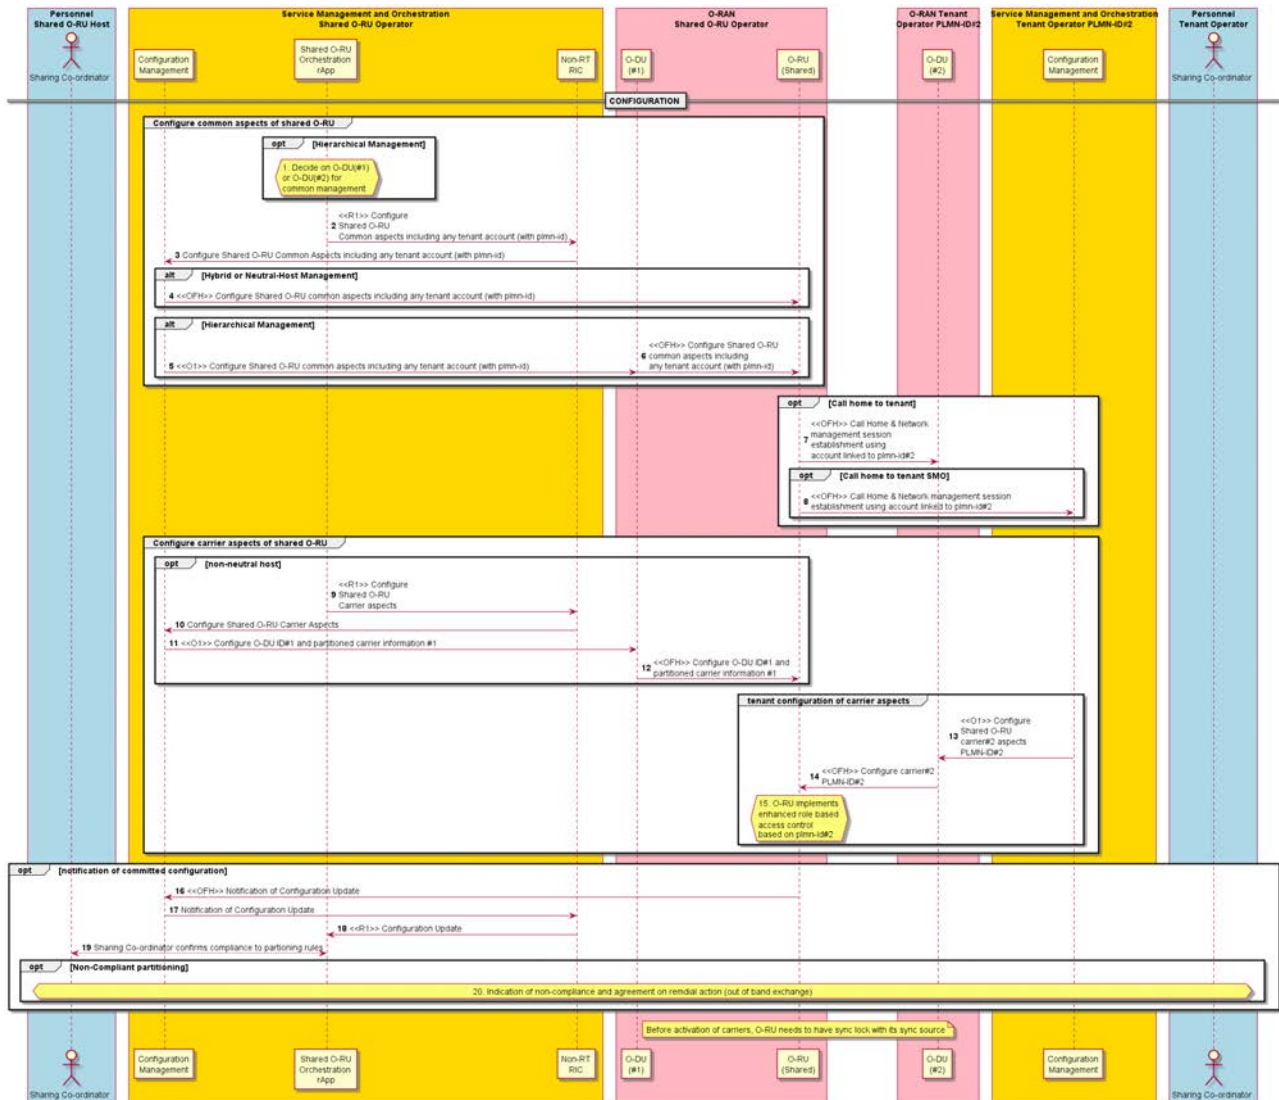 Personnel
Shared O-RU Host
Service Management and Orchestration
Shared O-RU Operator
O-RAN
Shared O-RU Operator
O-RAN Tenant
Operator PLMN-ID#2
Service Management and Orchestration
Tenant Operator PLMN-ID#2
Personnel
Tenant Operator
Sharing Co-ordinator
Configuration
Management
Shared O-RU
Orchestration
rApp
Non-RT
RIC
O-DU
(#1)
O-RU
(Shared)
O-DU
(#2)
Configuration
Management
Sharing Co-ordinator
CONFIGURATION
Configure common aspects of shared O-RU
opt [Hierarchical Management]
1. Decide on O-DU(#1)
or O-DU(#2) for
common management
<<R1>> Configure
2 Shared O-RU
Common aspects including any tenant account (with plmn-id)
3 Configure Shared O-RU Common Aspects including any tenant account (with plmn-id)
alt [Hybrid or Neutral-Host Management]
4 <<OFH>> Configure Shared O-RU common aspects including any tenant account (with plmn-id)
alt [Hierarchical Management]
5 <<O1>> Configure Shared O-RU common aspects including any tenant account (with plmn-id)
<<OFH>> Configure Shared O-RU
6 common aspects including
any tenant account (with plmn-id)
opt [Call home to tenant]
<<OFH>> Call Home & Network
7 management session
establishment using
account linked to plmn-id#2
opt [Call home to tenant SMO]
8 <<OFH>> Call Home & Network management session
establishment using account linked to plmn-id#2
Configure carrier aspects of shared O-RU
opt [non-neutral host]
<<R1>> Configure
9 Shared O-RU
Carrier aspects
10 Configure Shared O-RU Carrier Aspects
11 <<O1>> Configure O-DU ID#1 and partitioned carrier information #1
12 <<OFH>> Configure O-DU ID#1 and
partitioned carrier information #1
tenant configuration of carrier aspects
<<O1>> Configure
Shared O-RU
13 carrier#2 aspects
PLMN-ID#2
14 <<OFH>> Configure carrier#2
PLMN-ID#2
15. O-RU implements
enhanced role based
access control
based on plmn-id#2
opt [notification of committed configuration]
16 <<OFH>> Notification of Configuration Update
17 Notification of Configuration Update
18 <<R1>> Configuration Update
19 Sharing Co-ordinator confirms compliance to partioning rules
opt [Non-Compliant partitioning]
20. Indication of non-compliance and agreement on remdial action (out of band exchange)
Before activation of carriers, O-RU needs to have sync lock with its sync source
Sharing Co-ordinator
Configuration
Management
Shared O-RU
Orchestration
rApp
Non-RT
RIC
O-DU
(#1)
O-RU
(Shared)
O-DU
(#2)
Configuration
Management
Sharing Co-ordinator